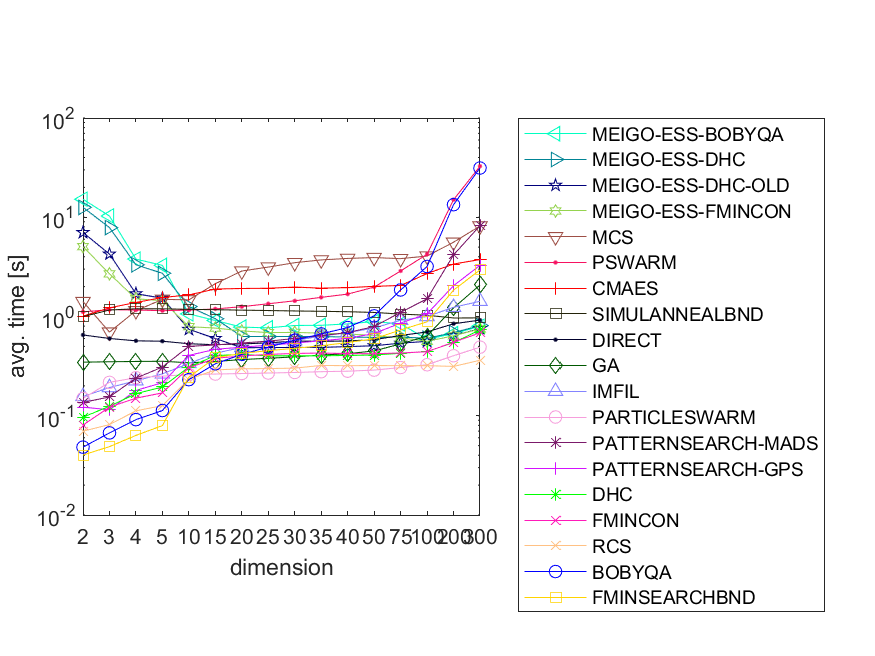 10^2
10^1
10^0
10^-1
10^-2
avg. time [s]
2 3 4 5 10 15 20 25 30 35 40 50 75 100 200 300
dimension
MEIGO-ESS-BOBYQA
MEIGO-ESS-DHC
MEIGO-ESS-DHC-OLD
MEIGO-ESS-FMINCON
MCS
PSWARM
CMAES
SIMULANNEALBND
DIRECT
GA
IMFIL
PARTICLESWARM
PATTERNSEARCH-MADS
PATTERNSEARCH-GPS
DHC
FMINCON
RCS
BOBYQA
FMINSEARCHBND